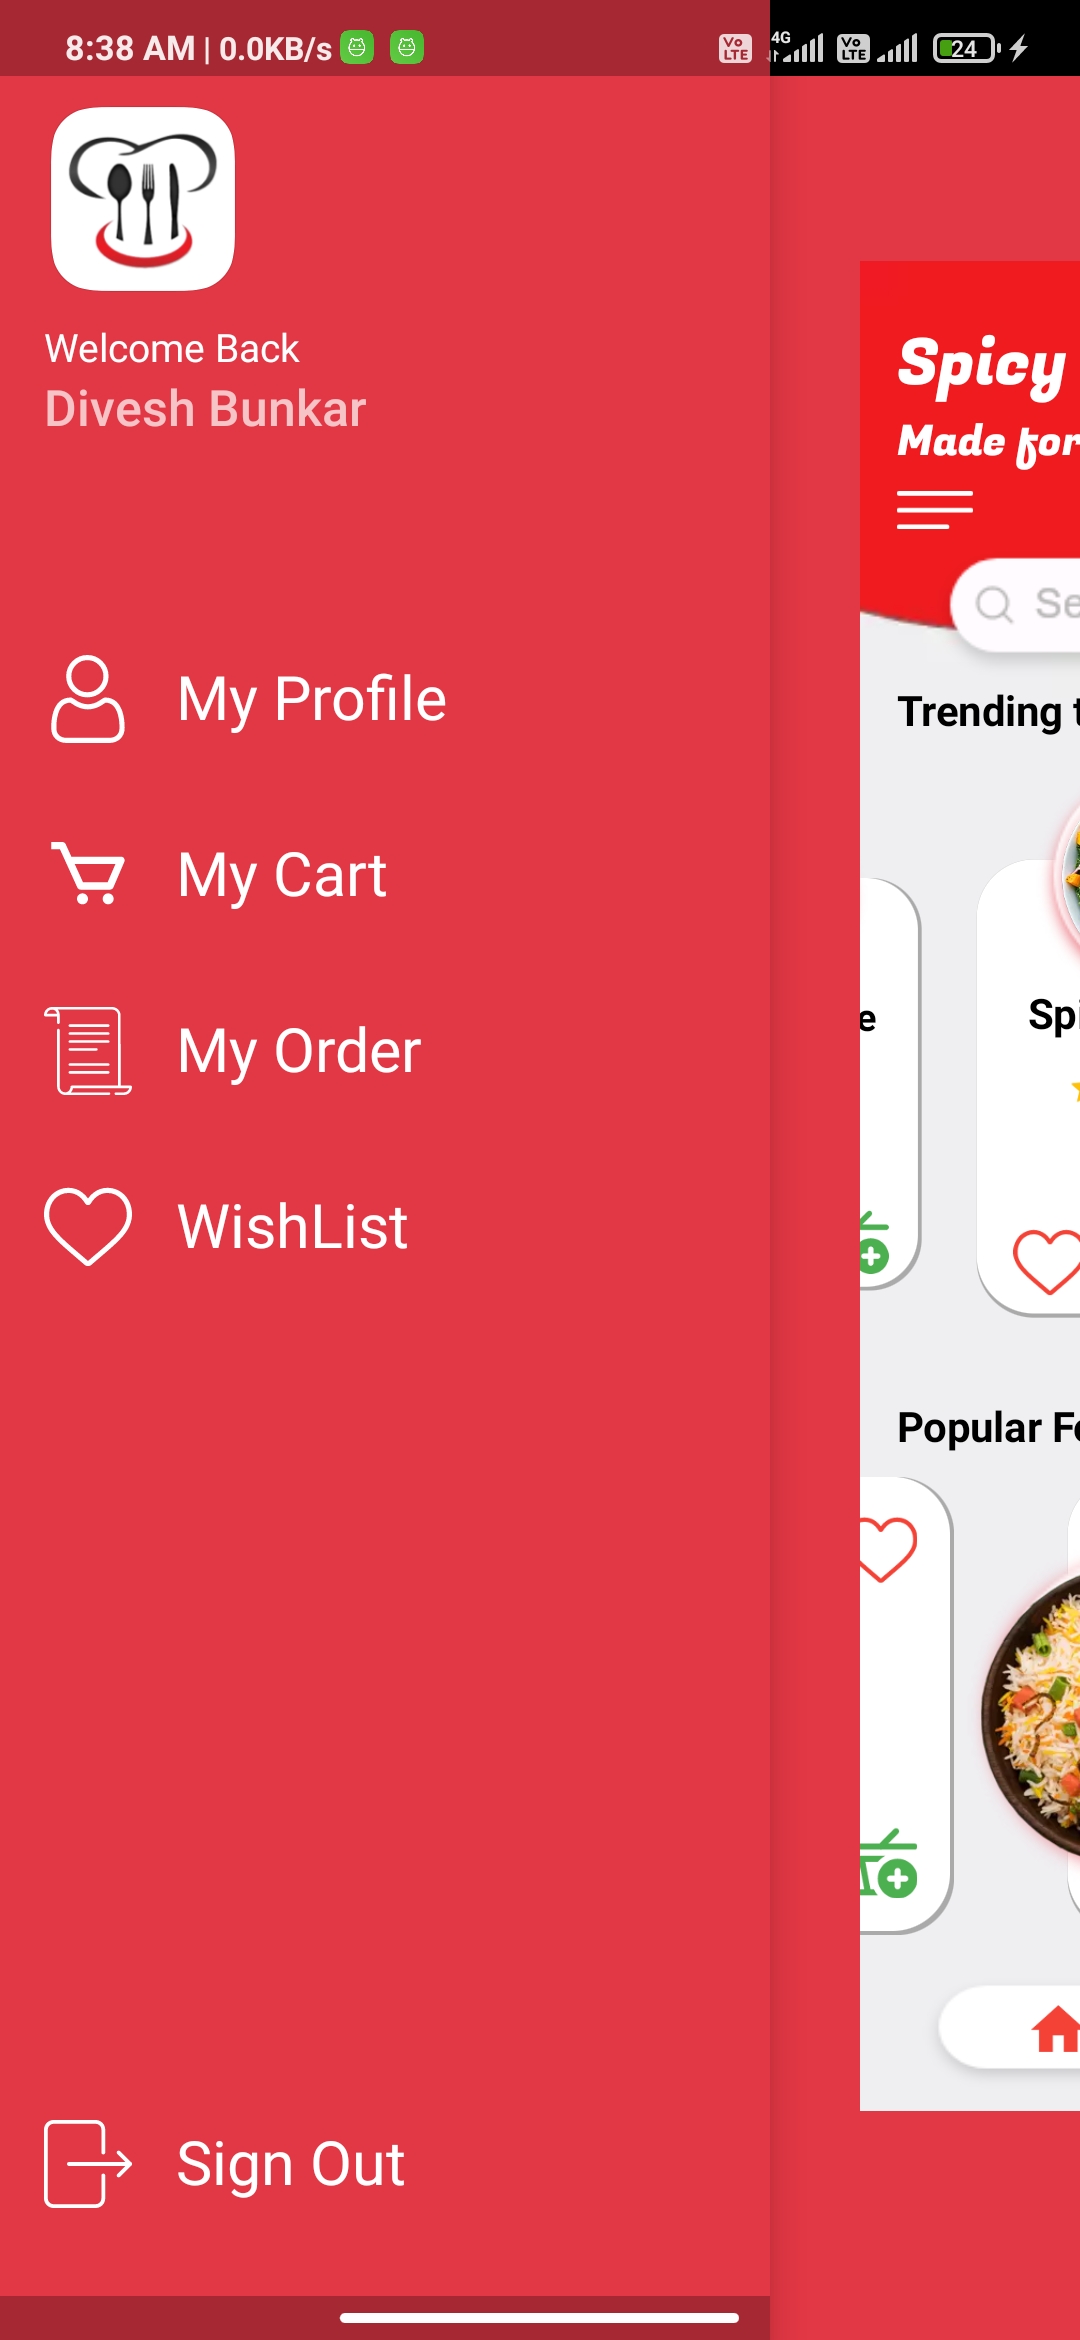 8:38 AM | 0.0KB/s Vo LTE 4G Vo LTE 24
Welcome Back
Divesh Bunkar
My Profile
My Cart
My Order
WishList
Sign Out
Spicy
Made for
Se
Trending t
e
Spi
Popular Fo